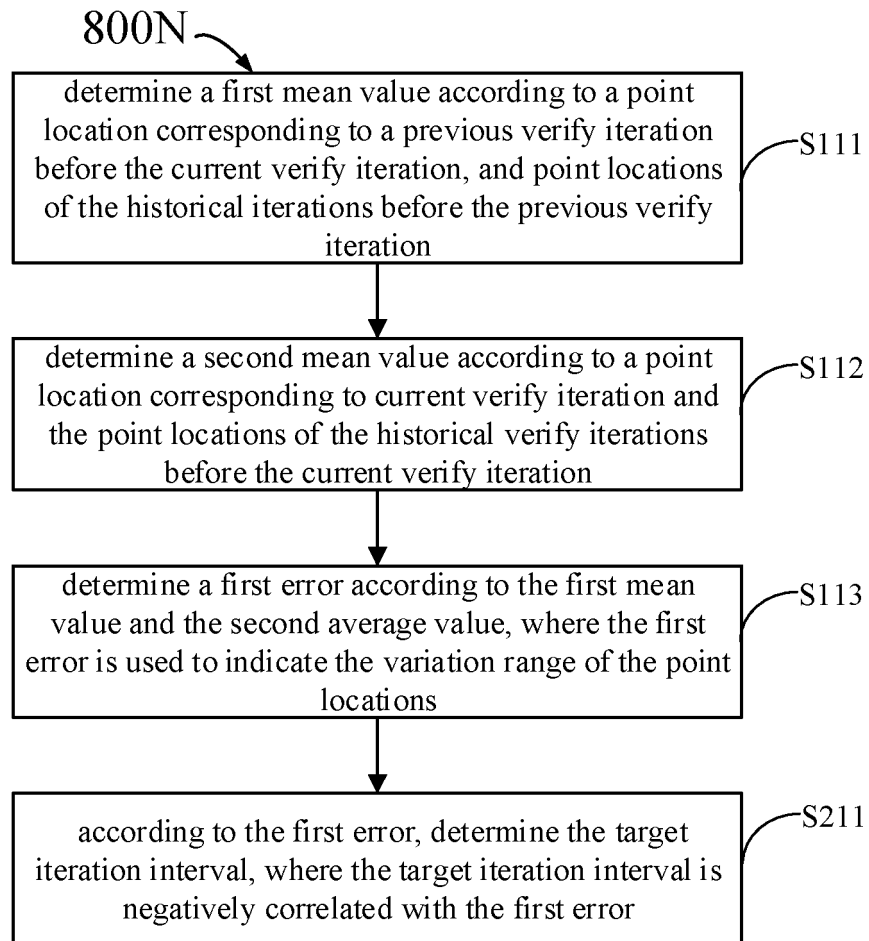 800N
determine a first mean value according to a point
location corresponding to a previous verify iteration
before the current verify iteration, and point locations
of the historical iterations before the previous verify
iteration
S111
determine a second mean value according to a point
location corresponding to current verify iteration and
the point locations of the historical verify iterations
before the current verify iteration
S112
determine a first error according to the first mean
value and the second average value, where the first
error is used to indicate the variation range of the point
locations
S113
according to the first error, determine the target
iteration interval, where the target iteration interval is
negatively correlated with the first error
S211